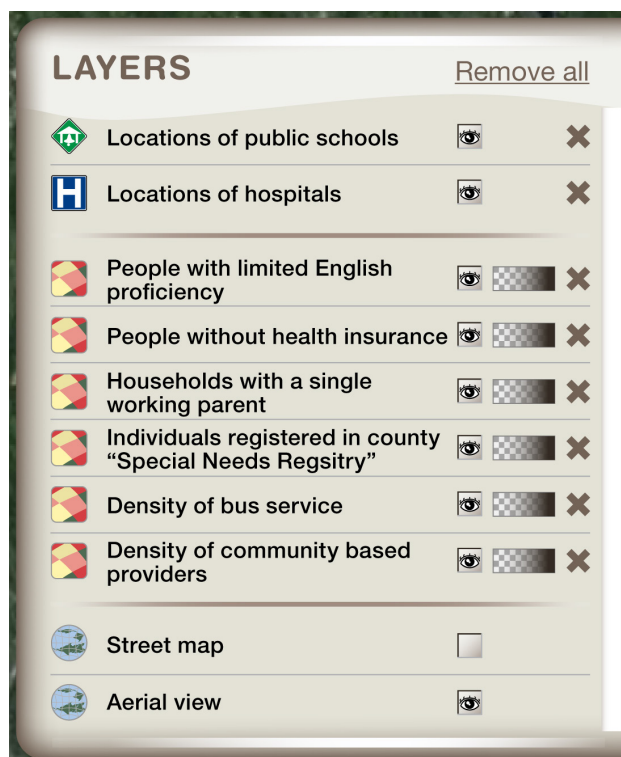 LAYERS
Remove all
Locations of public schools
H
Locations of hospitals
People with limited English
proficiency
People without health insurance
Households with a single
working parent
Individuals registered in county
“Special Needs Regsitry”
Density of bus service
Density of community based
providers
Street map
Aerial view